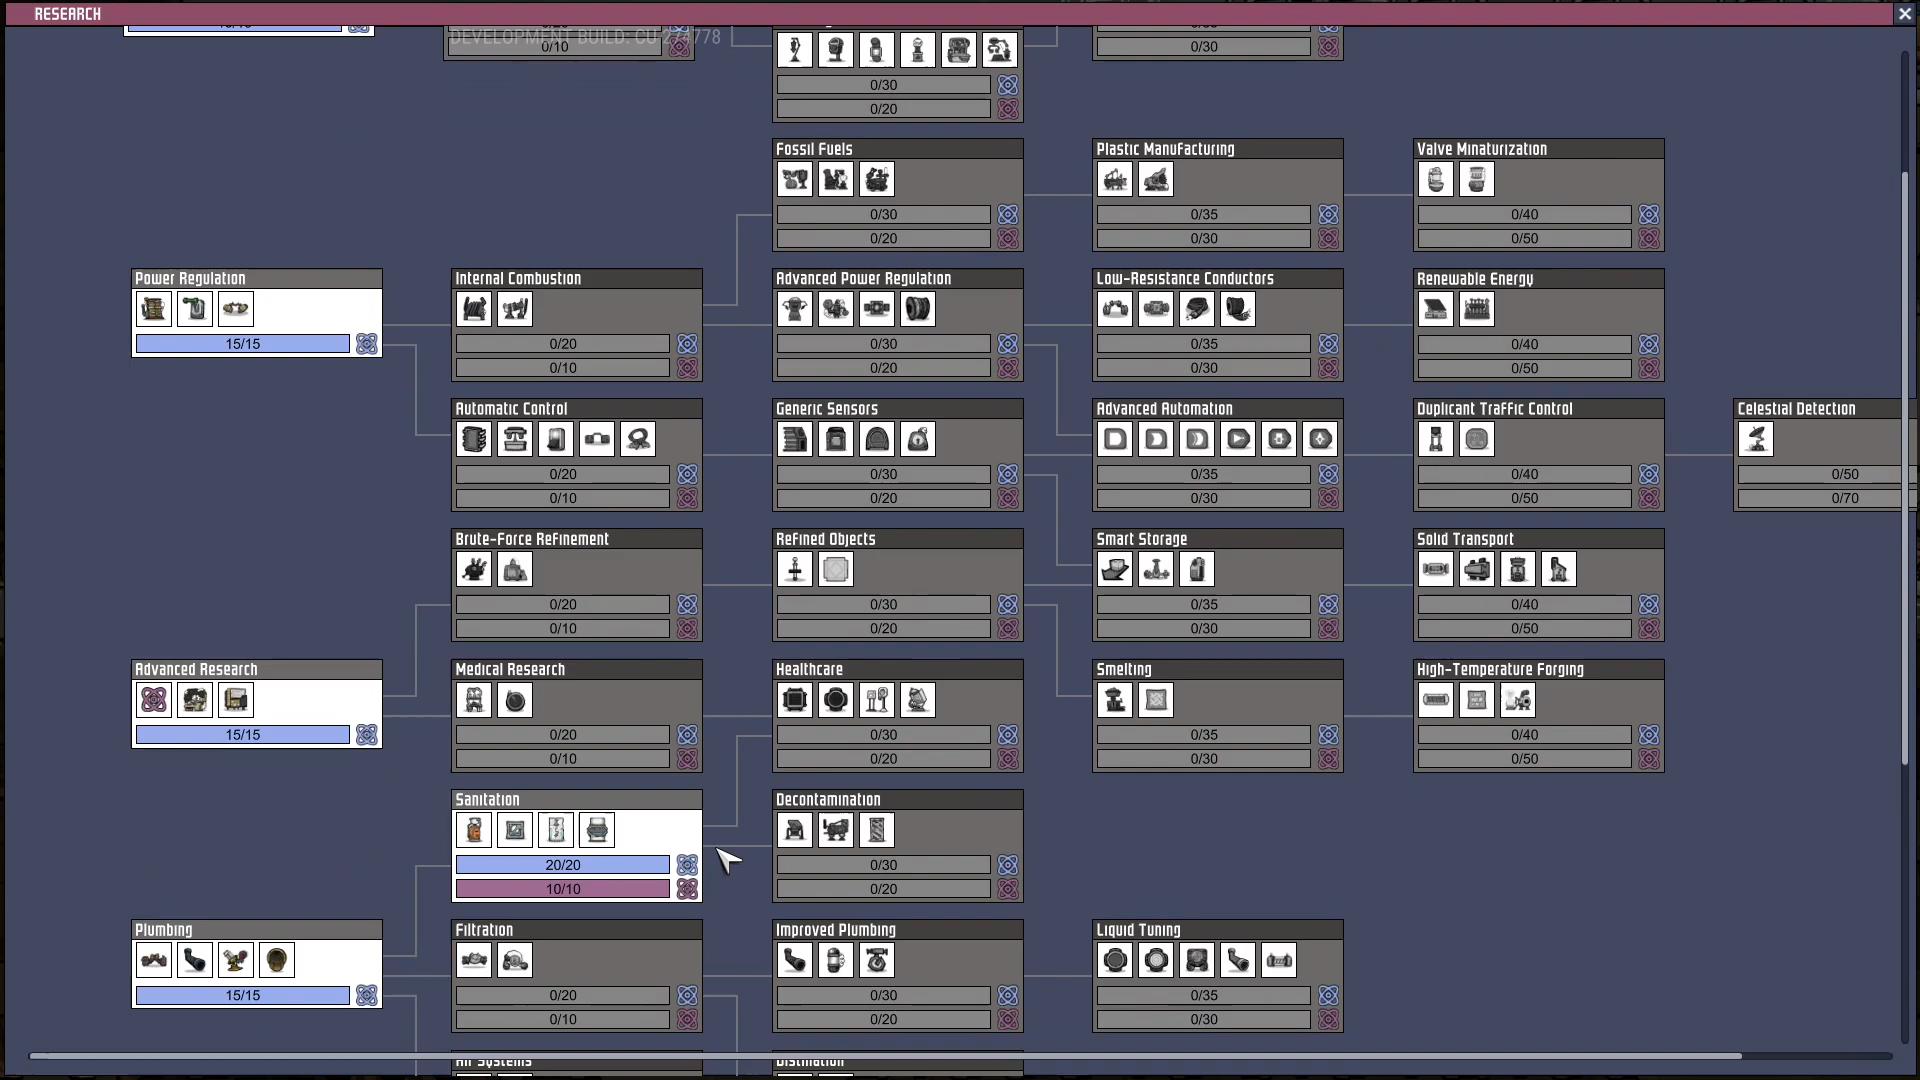 RESEARCH
DEVELOPMENT BUILD: CU
0/10
0/30
0/30
0/20
Fossil Fuels
Plastic Manufacturing
Valve Minaturization
0/30
0/35
0/40
0/20
0/30
0/50
Power Regulation
Internal Combustion
Advanced Power Regulation
Low-Resistance Conductors
Renewable Energy
15/15
0/20
0/30
0/35
0/40
0/10
0/20
0/30
0/50
Automatic Control
Generic Sensors
Advanced Automation
Duplicant Traffic Control
Celestial Detection
0/20
0/30
0/35
0/40
0/50
0/10
0/20
0/30
0/50
0/70
Brute-Force Refinement
Refined Objects
Smart Storage
Solid Transport
0/20
0/30
0/35
0/40
0/10
0/20
0/30
0/50
Advanced Research
Medical Research
Healthcare
Smelting
High-Temperature Forging
15/15
0/20
0/30
0/35
0/40
0/10
0/20
0/30
0/50
Sanitation
Decontamination
20/20
0/30
10/10
0/20
Plumbing
Filtration
Improved Plumbing
Liquid Tuning
15/15
0/20
0/30
0/35
0/10
0/20
0/30
Air Systems
Distillation